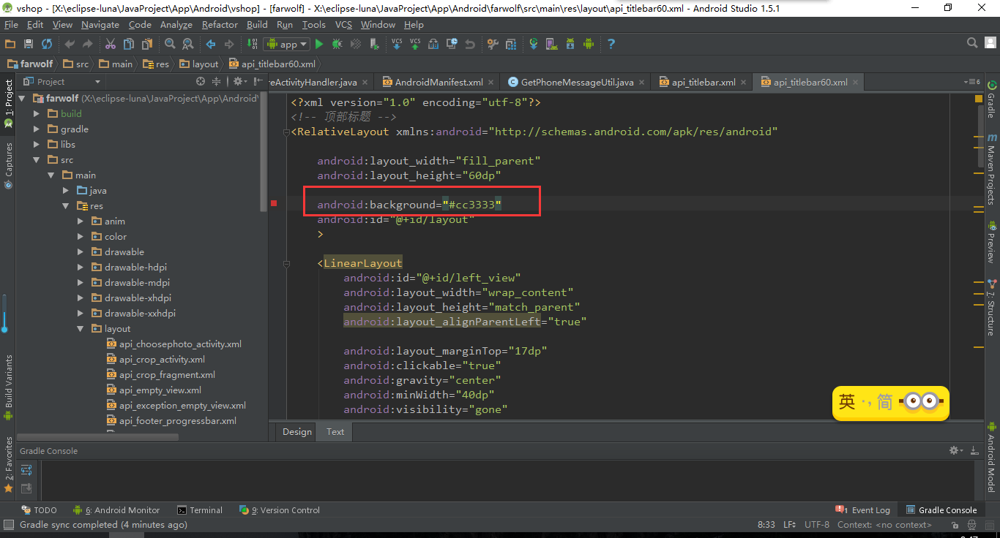 vshop - [X:\eclipse-luna\JavaProject\App\Android\vshop] - [farwolf] - X:\eclipse-luna\JavaProject\App\Android\farwolf\src\main\res\layout\api_titlebar60.xml - Android Studio 1.5.1
File Edit View Navigate Code Analyze Refactor Build Run Tools VCS Window Help
app VCS VCS ?
farwolf src main res layout api_titlebar60.xml
Project
reActivityHandler.java AndroidManifest.xml GetPhoneMessageUtil.java api_titlebar.xml api_titlebar60.xml
1: Project
Captures
Build Variants
2: Favorites
farwolf (X:\eclipse-luna\JavaProject\App\Android\
build
gradle
libs
src
main
java
res
anim
color
drawable
drawable-hdpi
drawable-mdpi
drawable-xhdpi
drawable-xxhdpi
layout
api_choosephoto_activity.xml
api_crop_activity.xml
api_crop_fragment.xml
api_empty_view.xml
api_exception_empty_view.xml
api_footer_progressbar.xml
<?xml version="1.0" encoding="utf-8"?>
<!-- 顶部标题 -->
<RelativeLayout xmlns:android="http://schemas.android.com/apk/res/android"
android:layout_width="fill_parent"
android:layout_height="60dp"
android:background="#cc3333"
android:id="@+id/layout"
>
<LinearLayout
android:id="@+id/left_view"
android:layout_width="wrap_content"
android:layout_height="match_parent"
android:layout_alignParentLeft="true"
android:layout_marginTop="17dp"
android:clickable="true"
android:gravity="center"
android:minWidth="40dp"
android:visibility="gone"
英 简
Design Text
Gradle
Maven Projects
Preview
7: Structure
Android Model
Gradle Console
TODO 6: Android Monitor Terminal 9: Version Control 1 Event Log Gradle Console
Gradle sync completed (4 minutes ago) 8:33 LF UTF-8 Context: <no context>